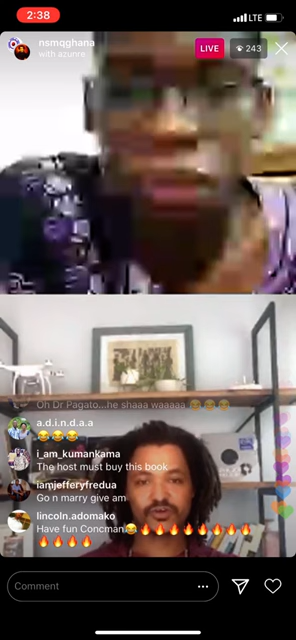 2:38
LTE
nsmqghana
with azunre
LIVE
243
Oh Dr Pagato...he shaaa waaaaa 😂😂😂
a.d.i.n.d.a.a
😂😂😂
i_am_kumankama
The host must buy this book
iamjefferyfredua
Go n marry give am
lincoln.adomako
Have fun Concman😂🔥🔥🔥🔥🔥🔥🔥🔥
🔥🔥🔥🔥
Comment